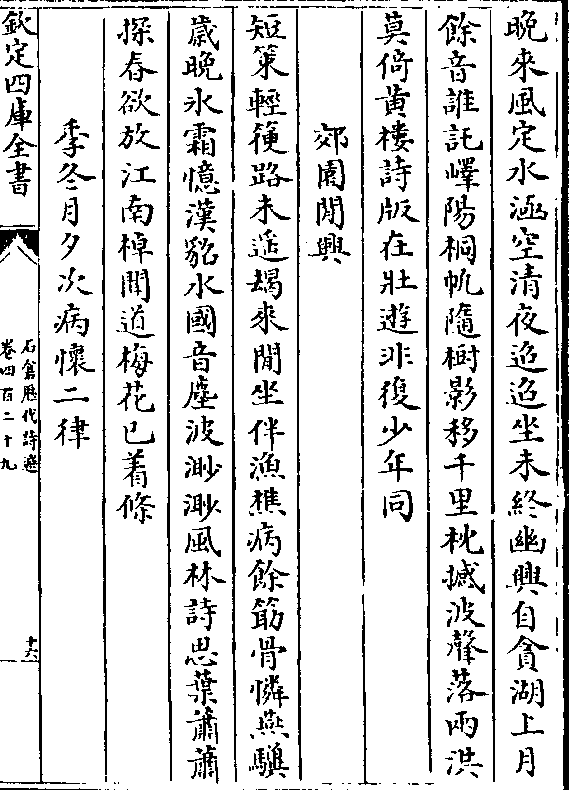 晚來風定水涵空清夜迢迢坐未終幽興自貪湖上月
餘音誰託嶧陽桐帆隨樹影移千里枕撼波聲落兩洪
莫倚黄樓詩版在壯遊非復少年同
郊園閒興
短策輕箯路未遥朅來閒坐伴漁樵病餘筋骨憐燕驥
歲晚氷霜憶漢貂水國音塵波渺渺風林詩思葉蕭蕭
探春欲放江南棹聞道梅花已着條
季冬月夕次病懷二律
欽定四庫全書
石倉歷代詩選
卷四百二十九
十六